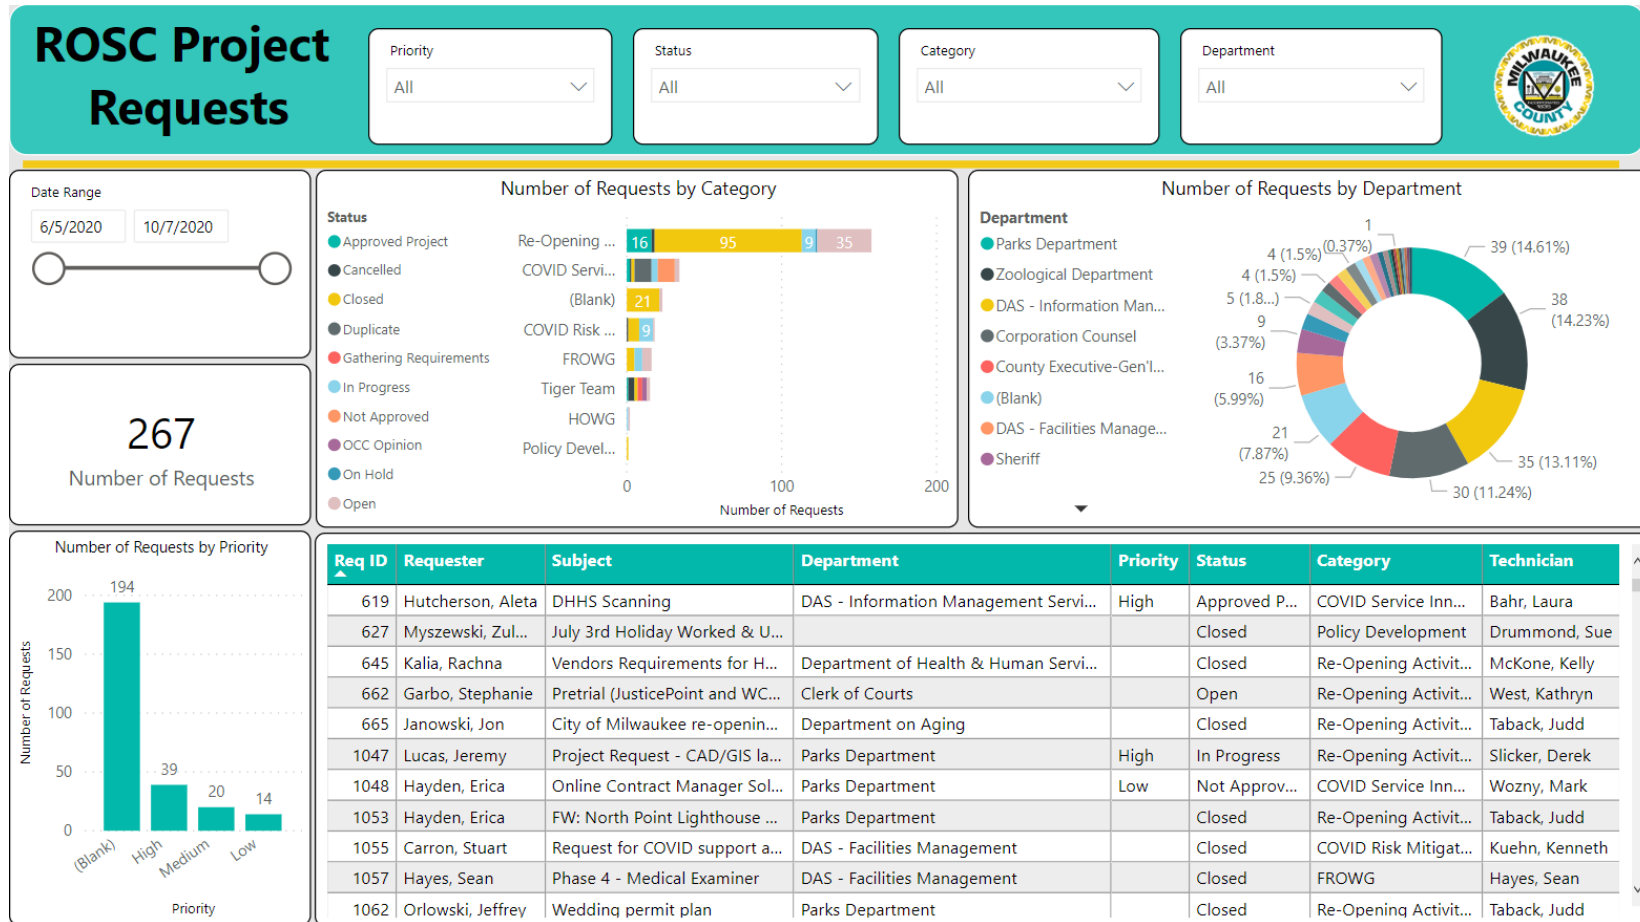 ROSC Project
Requests
Priority
All
Status
All
Category
All
Department
All
MILWAUKEE
COUNTY
Date Range
6/5/2020 10/7/2020
267
Number of Requests
Number of Requests by Category
Status
Approved Project
Cancelled
Closed
Duplicate
Gathering Requirements
In Progress
Not Approved
OCC Opinion
On Hold
Open
Re-Opening ... 16 95 9 35
COVID Servi...
(Blank) 21
COVID Risk ... 9
FROWG
Tiger Team
HOWG
Policy Devel...
0 100 200
Number of Requests
Number of Requests by Department
Department
Parks Department
Zoological Department
DAS - Information Man...
Corporation Counsel
County Executive-Gen'l...
(Blank)
DAS - Facilities Manage...
Sheriff
39 (14.61%)
38
(14.23%)
35 (13.11%)
30 (11.24%)
25 (9.36%)
21
(7.87%)
16
(5.99%)
9
(3.37%)
5 (1.8...)
4 (1.5%)
4 (1.5%)
1
(0.37%)
Number of Requests by Priority
Number of Requests
200
150
100
50
0
194
39
20
14
(Blank)
High
Medium
Low
Priority
Req ID Requester Subject Department Priority Status Category Technician
619 Hutcherson, Aleta DHHS Scanning DAS - Information Management Servi... High Approved P... COVID Service Inn... Bahr, Laura
627 Myszewski, Zul... July 3rd Holiday Worked & U... Closed Policy Development Drummond, Sue
645 Kalia, Rachna Vendors Requirements for H... Department of Health & Human Servi... Closed Re-Opening Activit... McKone, Kelly
662 Garbo, Stephanie Pretrial (JusticePoint and WC... Clerk of Courts Open Re-Opening Activit... West, Kathryn
665 Janowski, Jon City of Milwaukee re-openin... Department on Aging Closed Re-Opening Activit... Taback, Judd
1047 Lucas, Jeremy Project Request - CAD/GIS la... Parks Department High In Progress Re-Opening Activit... Slicker, Derek
1048 Hayden, Erica Online Contract Manager Sol... Parks Department Low Not Approv... COVID Service Inn... Wozny, Mark
1053 Hayden, Erica FW: North Point Lighthouse ... Parks Department Closed Re-Opening Activit... Taback, Judd
1055 Carron, Stuart Request for COVID support a... DAS - Facilities Management Closed COVID Risk Mitigat... Kuehn, Kenneth
1057 Hayes, Sean Phase 4 - Medical Examiner DAS - Facilities Management Closed FROWG Hayes, Sean
1062 Orlowski, Jeffrey Wedding permit plan Parks Department Closed Re-Opening Activit... Taback, Judd